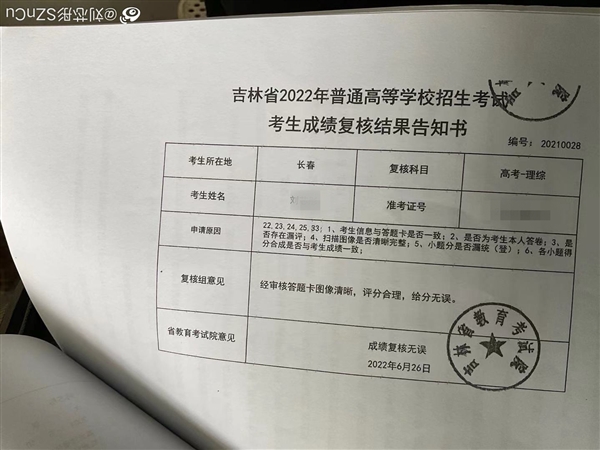 @刘芯彤SZnCu
吉林省2022年普通高等学校招生考试
考生成绩复核结果告知书
编号: 20210028
考生所在地 长春 复核科目 高考-理综
考生姓名 准考证号
申请原因 22,23,24,25,33; 1、考生信息与答题卡是否一致; 2、是否为考生本人答卷; 3、是
否存在漏评; 4、扫描图像是否清晰完整; 5、小题分是否漏统（登）; 6、各小题得
分合成是否与考生成绩一致;
复核组意见 经审核答题卡图像清晰，评分合理，给分无误。
省教育考试院意见 成绩复核无误
2022年6月26日
吉林省教育考试院